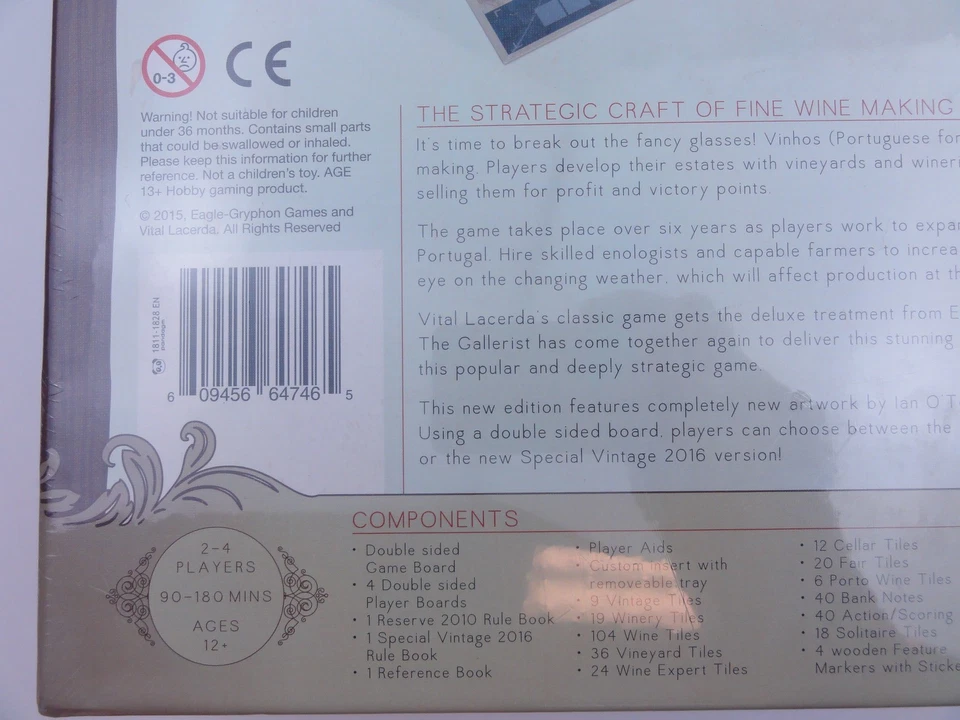 0-3
CE
Warning! Not suitable for children
under 36 months. Contains small parts
that could be swallowed or inhaled.
Please keep this information for further
reference. Not a children's toy. AGE
13+ Hobby gaming product.
© 2015, Eagle-Gryphon Games and
Vital Lacerda. All Rights Reserved
1811-1828 EN
6 09456 64746 5
THE STRATEGIC CRAFT OF FINE WINE MAKING
It's time to break out the fancy glasses! Vinhos (Portuguese for
making. Players develop their estates with vineyards and
selling them for profit and victory points.
The game takes place over six years as players work to
Portugal. Hire skilled enologists and capable farmers to
eye on the changing weather, which will affect production at
Vital Lacerda's classic game gets the deluxe treatment from
The Gallerist has come together again to deliver this stunning
this popular and deeply strategic game.
This new edition features completely new artwork by Ian
Using a double sided board, players can choose between the
or the new Special Vintage 2016 version!
2-4
PLAYERS
90-180 MINS
AGES
12+
COMPONENTS
• Double sided
Game Board
• 4 Double sided
Player Boards
• 1 Reserve 2010 Rule Book
• 1 Special Vintage 2016
Rule Book
• 1 Reference Book
• Player Aids
• Custom Insert with
removeable tray
• 9 Vintage Tiles
• 19 Winery Tiles
• 104 Wine Tiles
• 36 Vineyard Tiles
• 24 Wine Expert Tiles
• 12 Cellar Tiles
• 20 Fair Tiles
• 6 Porto Wine Tiles
• 40 Bank Notes
• 40 Action/Scoring
• 18 Solitaire Tiles
• 4 wooden Feature
Markers with